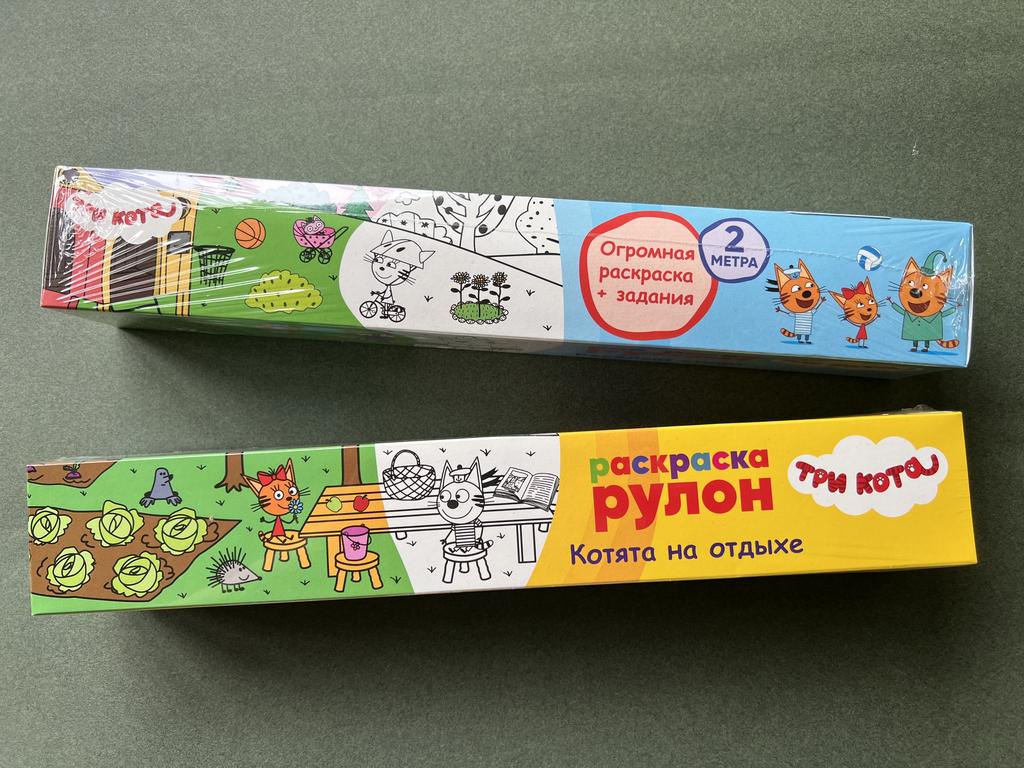 ТРИ КОТА
Огромная
раскраска
+ задания
2
МЕТРА
раскраска
рулон
Котята на отдыхе
ТРИ КОТА